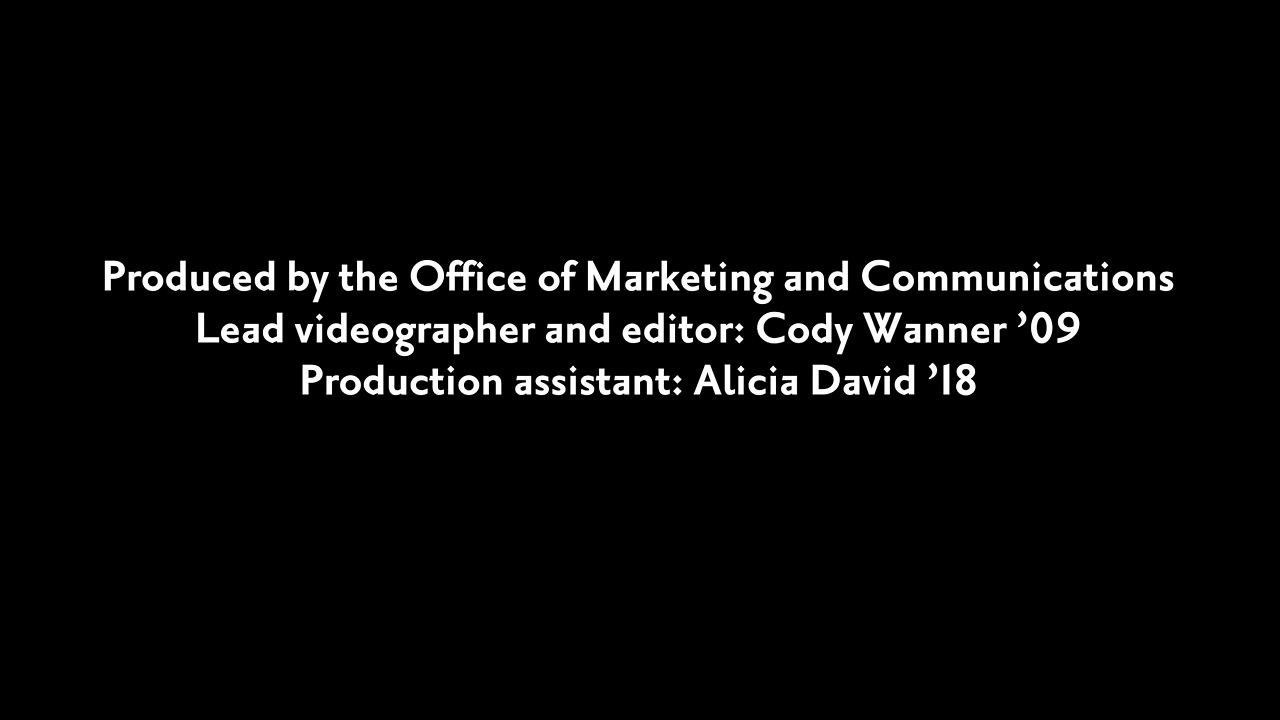 Produced by the Office of Marketing and Communications
Lead videographer and editor: Cody Wanner ’09
Production assistant: Alicia David ’18